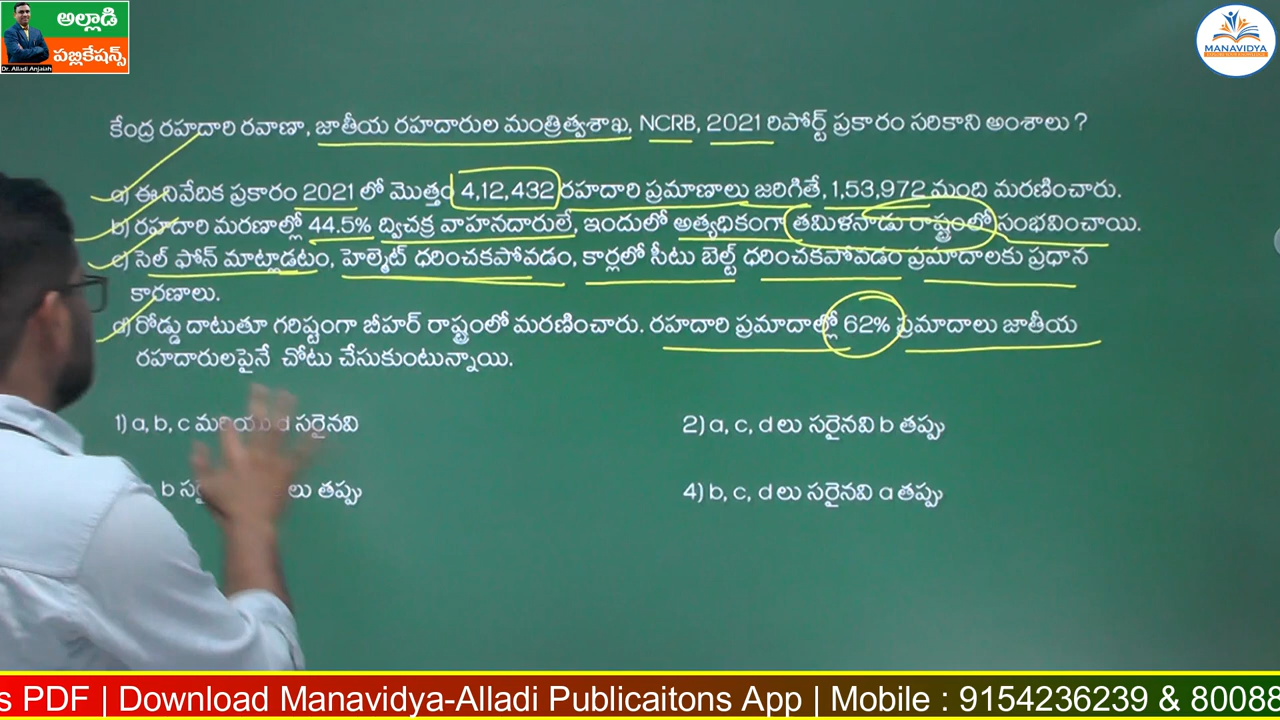 అల్లాడి
పబ్లికేషన్స్
Dr. Alladi Anjaiah
MANAVIDYA
కేంద్ర రహదారి రవాణా, జాతీయ రహదారుల మంత్రిత్వశాఖ, NCRB, 2021 రిపోర్ట్ ప్రకారం సరికాని అంశాలు ?
a) ఈ నివేదిక ప్రకారం 2021 లో మొత్తం 4,12,432 రహదారి ప్రమాణాలు జరిగితే, 1,53,972 మంది మరణించారు.
b) రహదారి మరణాల్లో 44.5% ద్విచక్ర వాహనదారులే, ఇందులో అత్యధికంగా తమిళనాడు రాష్ట్రంలో సంభవించాయి.
c) సెల్ ఫోన్ మాట్లాడటం, హెల్మెట్ ధరించకపోవడం, కార్లలో సీటు బెల్ట్ ధరించకపోవడం ప్రమాదాలకు ప్రధాన
కారణాలు.
d) రోడ్డు దాటుతూ గరిష్టంగా బీహర్ రాష్ట్రంలో మరణించారు. రహదారి ప్రమాదాల్లో 62% ప్రమాదాలు జాతీయ
రహదారులపైనే చోటు చేసుకుంటున్నాయి.
1) a, b, c మరియు d సరైనవి
2) a, c, d లు సరైనవి b తప్పు
b లు తప్పు
4) b, c, d లు సరైనవి a తప్పు
s PDF | Download Manavidya-Alladi Publicaitons App | Mobile : 9154236239 & 80088